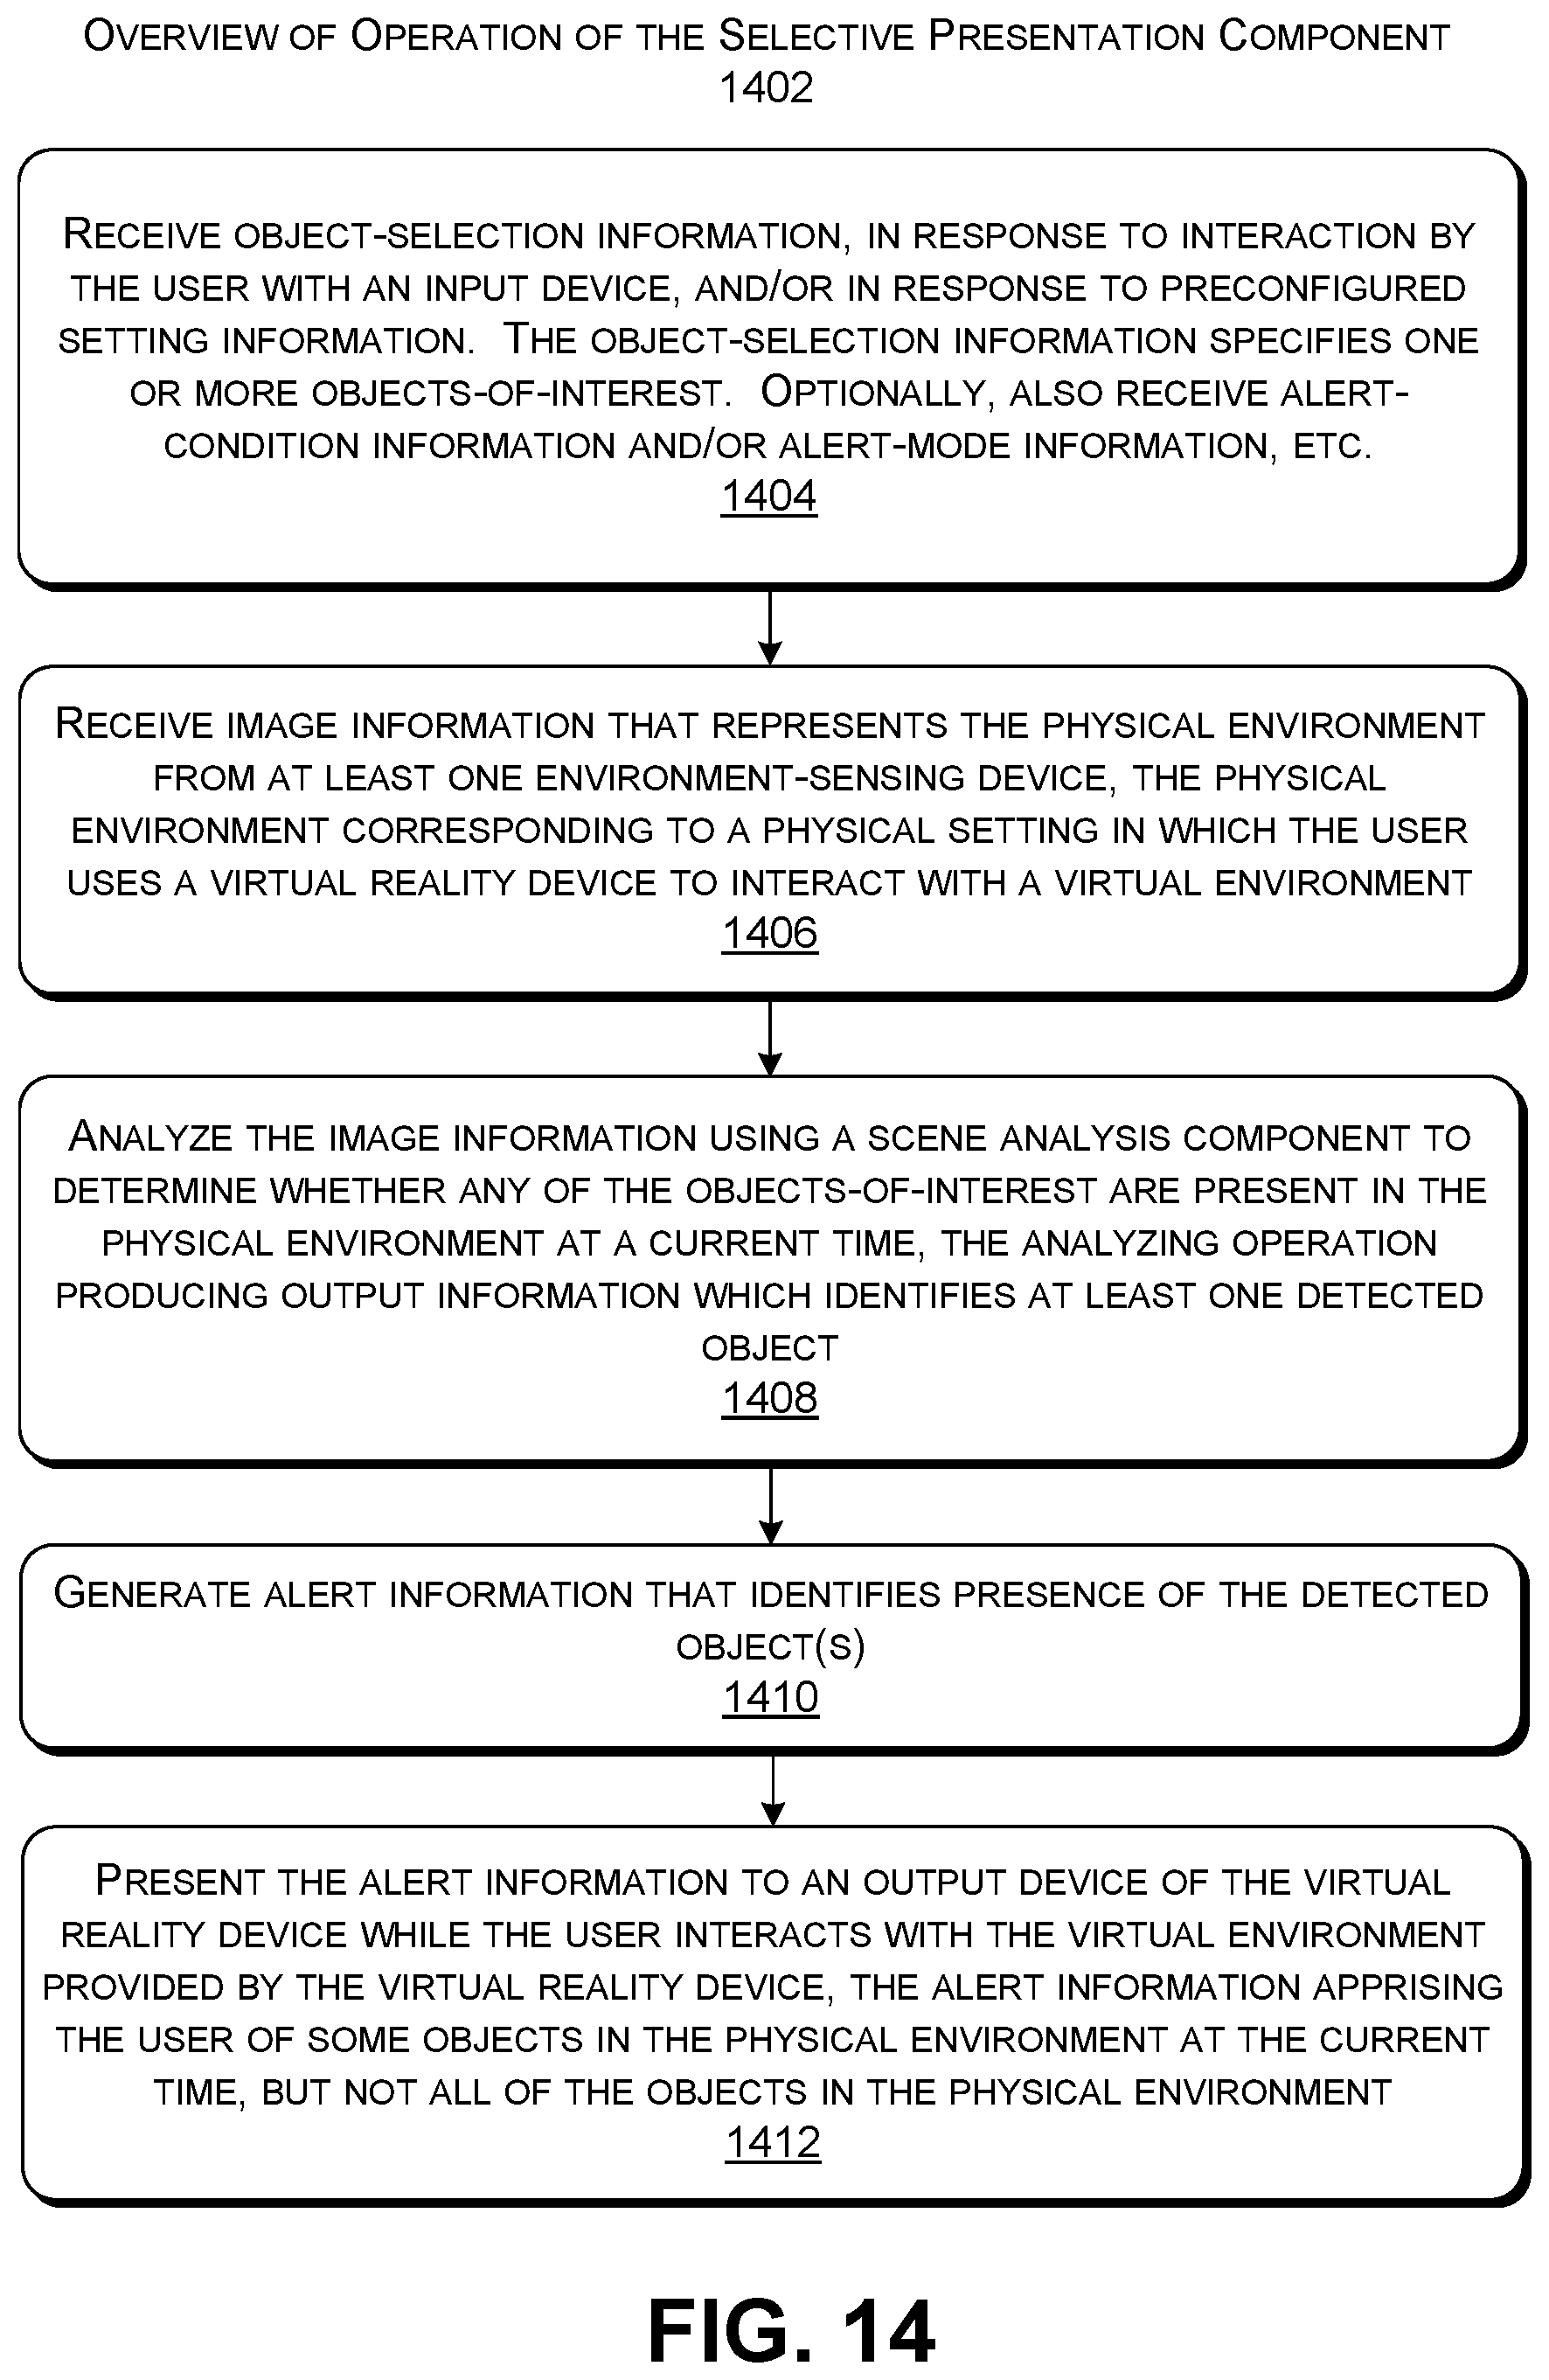 OVERVIEW OF OPERATION OF THE SELECTIVE PRESENTATION COMPONENT
1402
RECEIVE OBJECT-SELECTION INFORMATION, IN RESPONSE TO INTERACTION BY
THE USER WITH AN INPUT DEVICE, AND/OR IN RESPONSE TO PRECONFIGURED
SETTING INFORMATION. THE OBJECT-SELECTION INFORMATION SPECIFIES ONE
OR MORE OBJECTS-OF-INTEREST. OPTIONALLY, ALSO RECEIVE ALERT-
CONDITION INFORMATION AND/OR ALERT-MODE INFORMATION, ETC.
1404
RECEIVE IMAGE INFORMATION THAT REPRESENTS THE PHYSICAL ENVIRONMENT
FROM AT LEAST ONE ENVIRONMENT-SENSING DEVICE, THE PHYSICAL
ENVIRONMENT CORRESPONDING TO A PHYSICAL SETTING IN WHICH THE USER
USES A VIRTUAL REALITY DEVICE TO INTERACT WITH A VIRTUAL ENVIRONMENT
1406
ANALYZE THE IMAGE INFORMATION USING A SCENE ANALYSIS COMPONENT TO
DETERMINE WHETHER ANY OF THE OBJECTS-OF-INTEREST ARE PRESENT IN THE
PHYSICAL ENVIRONMENT AT A CURRENT TIME, THE ANALYZING OPERATION
PRODUCING OUTPUT INFORMATION WHICH IDENTIFIES AT LEAST ONE DETECTED
OBJECT
1408
GENERATE ALERT INFORMATION THAT IDENTIFIES PRESENCE OF THE DETECTED
OBJECT(S)
1410
PRESENT THE ALERT INFORMATION TO AN OUTPUT DEVICE OF THE VIRTUAL
REALITY DEVICE WHILE THE USER INTERACTS WITH THE VIRTUAL ENVIRONMENT
PROVIDED BY THE VIRTUAL REALITY DEVICE, THE ALERT INFORMATION APPRISING
THE USER OF SOME OBJECTS IN THE PHYSICAL ENVIRONMENT AT THE CURRENT
TIME, BUT NOT ALL OF THE OBJECTS IN THE PHYSICAL ENVIRONMENT
1412
FIG. 14